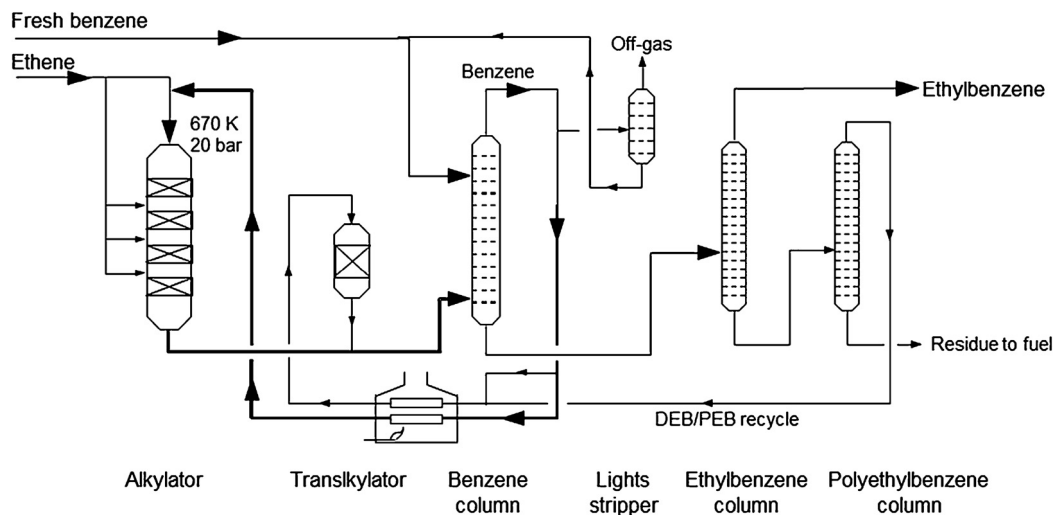 Fresh benzene
Ethene
Off-gas
Benzene
Ethylbenzene
670 K
20 bar
Residue to fuel
DEB/PEB recycle
Alkylator
Translkylator
Benzene
column
Lights
stripper
Ethylbenzene
column
Polyethylbenzene
column